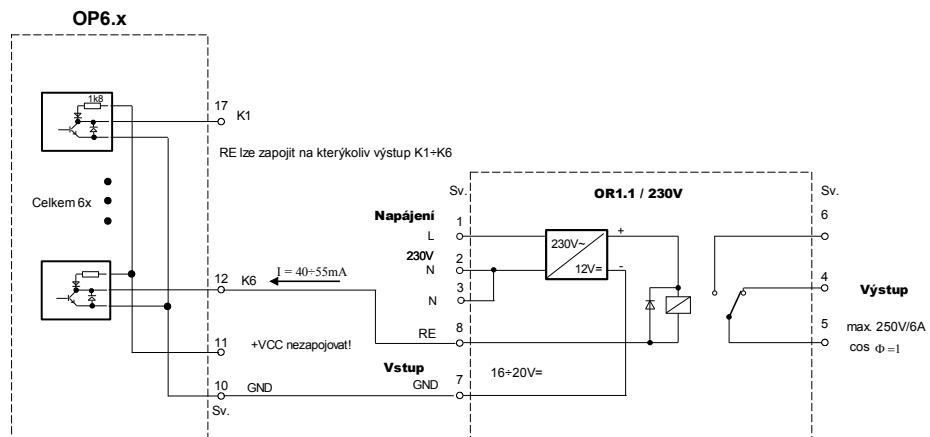 OP6.x
1k8
17
K1
RE lze zapojit na kterýkoliv výstup K1÷K6
Celkem 6x
12
K6
I = 40÷55mA
11
+VCC nezapojovat!
10
GND
Sv.
Sv.
OR1.1 / 230V
Sv.
Napájení
1
L
230V
2
N
3
N
8
RE
Vstup
GND
7
230V~
12V=
+
-
16÷20V=
6
4
Výstup
5
max. 250V/6A
cos Φ =1